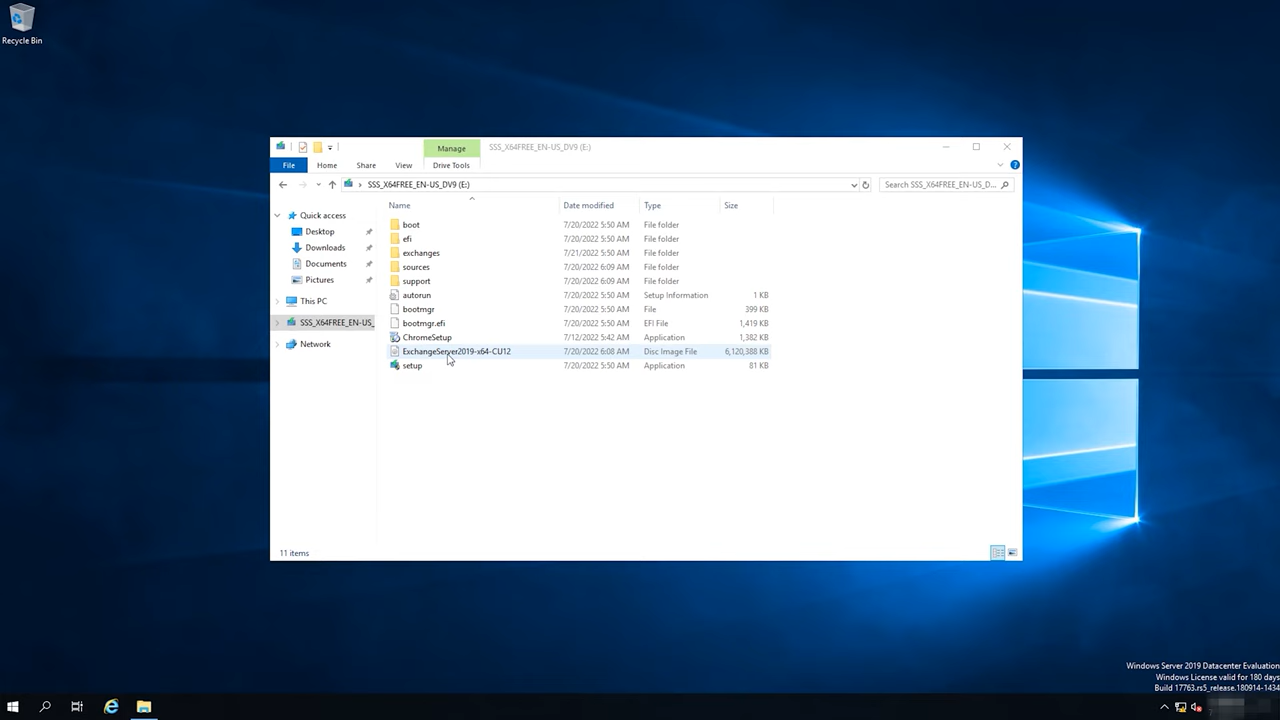 Recycle Bin
Manage
SSS_X64FREE_EN-US_DV9 (E:)
File
Home
Share
View
Drive Tools
SSS_X64FREE_EN-US_DV9 (E:)
Search SSS_X64FREE_EN-US_D...
Name
Date modified
Type
Size
Quick access
Desktop
Downloads
Documents
Pictures
This PC
SSS_X64FREE_EN-US_
Network
boot 7/20/2022 5:50 AM File folder
efi 7/20/2022 5:50 AM File folder
exchanges 7/21/2022 5:50 AM File folder
sources 7/20/2022 6:09 AM File folder
support 7/20/2022 6:09 AM File folder
autorun 7/20/2022 5:50 AM Setup Information 1 KB
bootmgr 7/20/2022 5:50 AM File 399 KB
bootmgr.efi 7/20/2022 5:50 AM EFI File 1,419 KB
ChromeSetup 7/12/2022 5:42 AM Application 1,382 KB
ExchangeServer2019-x64-CU12 7/20/2022 6:08 AM Disc Image File 6,120,388 KB
setup 7/20/2022 5:50 AM Application 81 KB
11 items
Windows Server 2019 Datacenter Evaluation
Windows License valid for 180 days
Build 17763.rs5_release.180914-1434